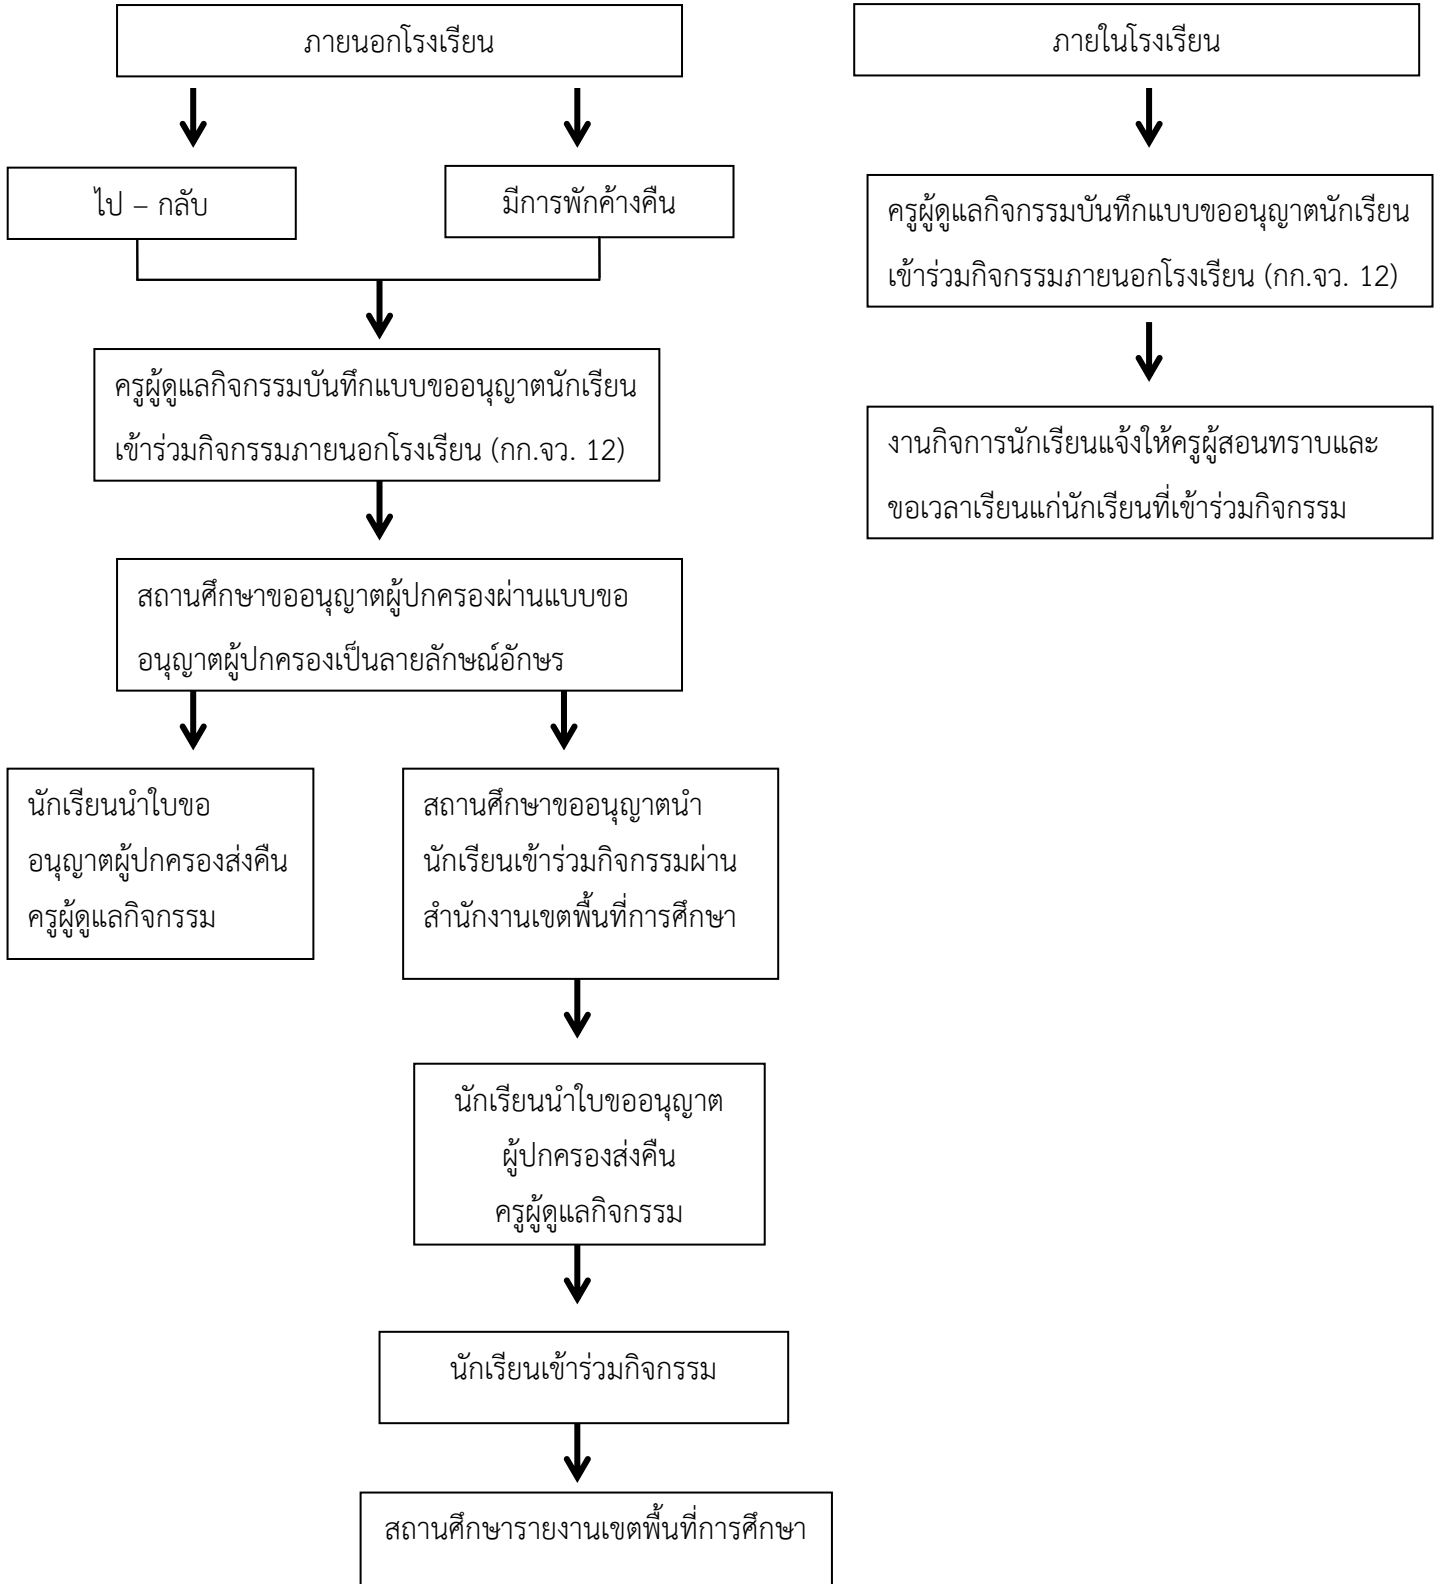 ภายนอกโรงเรียน
ไป – กลับ
มีการพักค้างคืน
ครูผู้ดูแลกิจกรรมบันทึกแบบขออนุญาตนักเรียน
เข้าร่วมกิจกรรมภายนอกโรงเรียน (กก.จว. 12)
สถานศึกษาขออนุญาตผู้ปกครองผ่านแบบขอ
อนุญาตผู้ปกครองเป็นลายลักษณ์อักษร
นักเรียนนำใบขอ
อนุญาตผู้ปกครองส่งคืน
ครูผู้ดูแลกิจกรรม
สถานศึกษาขออนุญาตนำ
นักเรียนเข้าร่วมกิจกรรมผ่าน
สำนักงานเขตพื้นที่การศึกษา
นักเรียนนำใบขออนุญาต
ผู้ปกครองส่งคืน
ครูผู้ดูแลกิจกรรม
นักเรียนเข้าร่วมกิจกรรม
สถานศึกษารายงานเขตพื้นที่การศึกษา
ภายในโรงเรียน
ครูผู้ดูแลกิจกรรมบันทึกแบบขออนุญาตนักเรียน
เข้าร่วมกิจกรรมภายนอกโรงเรียน (กก.จว. 12)
งานกิจการนักเรียนแจ้งให้ครูผู้สอนทราบและ
ขอเวลาเรียนแก่นักเรียนที่เข้าร่วมกิจกรรม